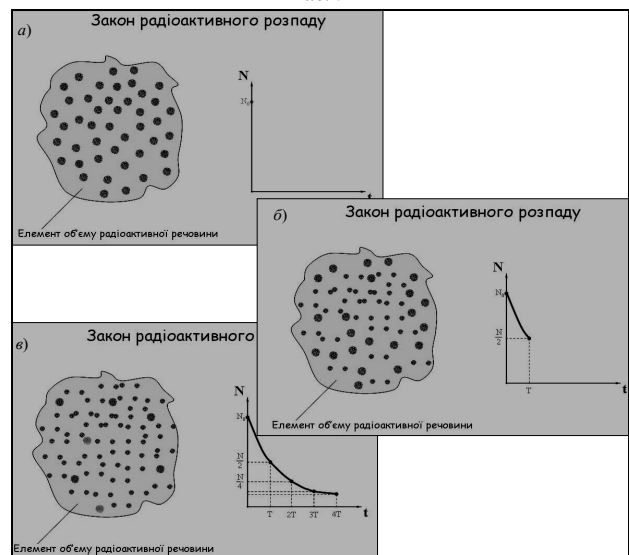 а)
Закон радіоактивного розпаду
N
N₀
t
Елемент об'єму радіоактивної речовини
б)
Закон радіоактивного розпаду
N
N₀
N/2
T
t
Елемент об'єму радіоактивної речовини
в)
Закон радіоактивного
N
N₀
N/2
N/4
T 2T 3T 4T
t
Елемент об'єму радіоактивної речовини